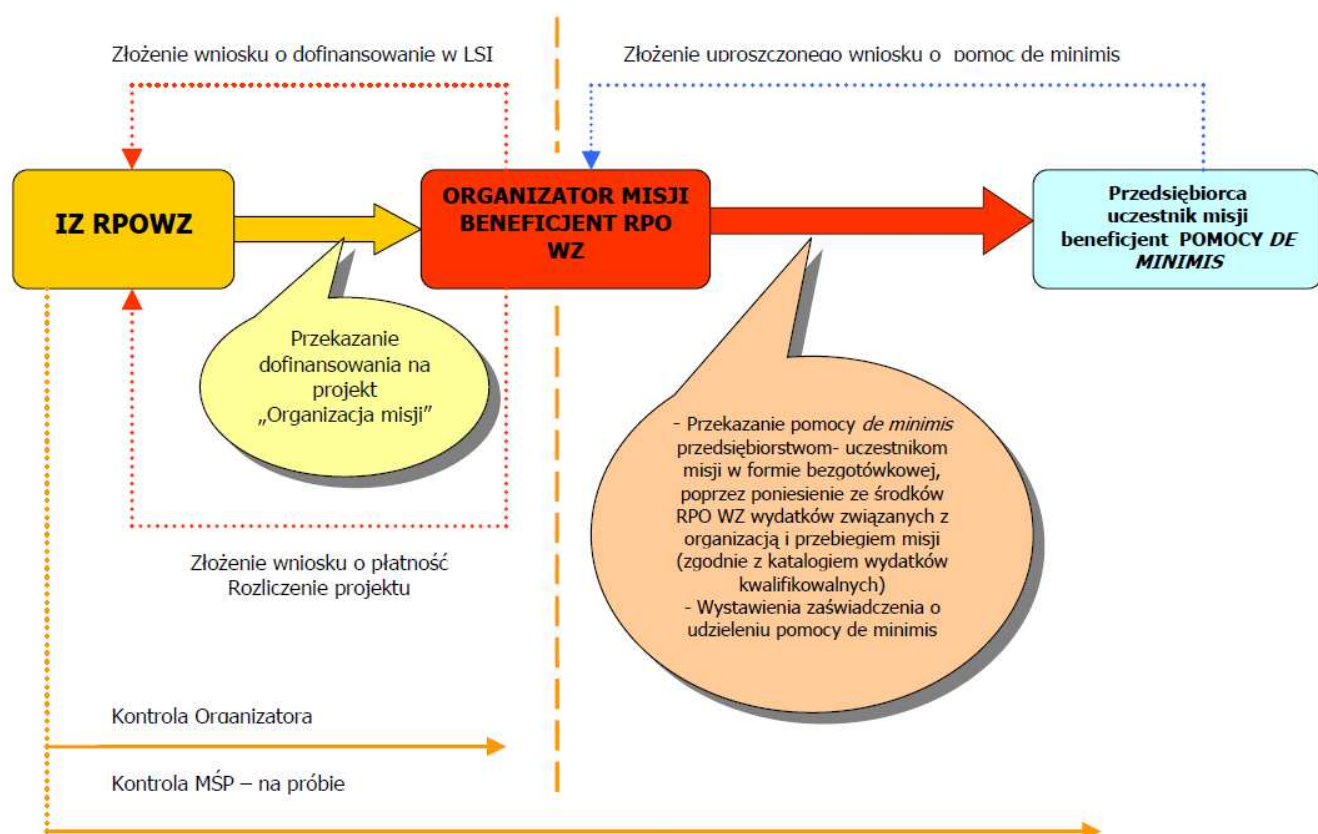 Złożenie wniosku o dofinansowanie w LSI
Złożenie uproszczonego wniosku o pomoc de minimis
IZ RPOWZ
ORGANIZATOR MISJI
BENEFICJENT RPO
WZ
Przedsiębiorca
uczestnik misji
beneficjent POMOCY DE
MINIMIS
Przekazanie
dofinansowania na
projekt
„Organizacja misji”
- Przekazanie pomocy de minimis
przedsiębiorstwom- uczestnikom
misji w formie bezgotówkowej,
poprzez poniesienie ze środków
RPO WZ wydatków związanych z
organizacją i przebiegiem misji
(zgodnie z katalogiem wydatków
kwalifikowalnych)
- Wystawienia zaświadczenia o
udzieleniu pomocy de minimis
Złożenie wniosku o płatność
Rozliczenie projektu
Kontrola Organizatora
Kontrola MŚP – na próbie